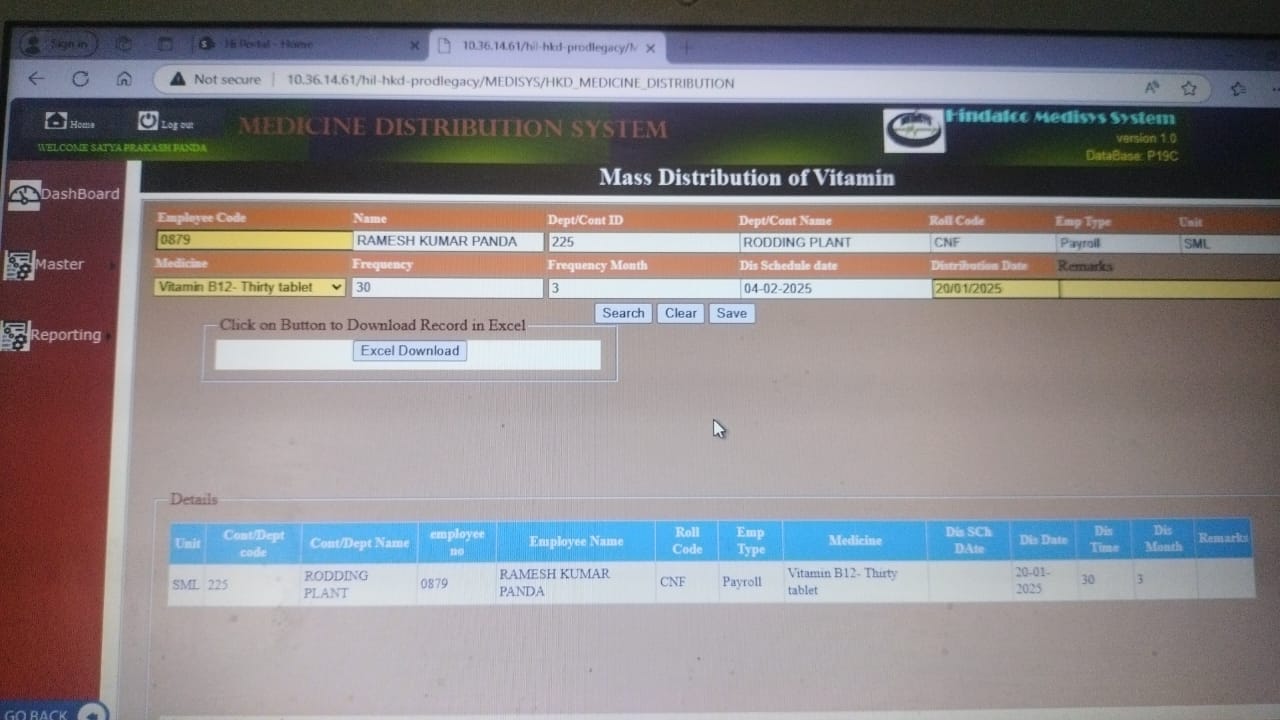 Sign in
Hi Portal - Home
10.36.14.61/hil-hkd-prodlegacy/M
Not secure
10.36.14.61/hil-hkd-prodlegacy/MEDISYS/HKD_MEDICINE_DISTRIBUTION
Home
Log out
MEDICINE DISTRIBUTION SYSTEM
Hindalco Medisys System
version 1.0
WELCOME SATYA PRAKASH PANDA
DataBase: P19C
Mass Distribution of Vitamin
DashBoard
Master
Reporting
Employee Code Name Dept/Cont ID Dept/Cont Name Roll Code Emp Type Unit
0879 RAMESH KUMAR PANDA 225 RODDING PLANT CNF Payroll SML
Medicine Frequency Frequency Month Dis Schedule date Distribution Date Remarks
Vitamin B12- Thirty tablet 30 3 04-02-2025 20/01/2025
Search Clear Save
Click on Button to Download Record in Excel
Excel Download
Details
Unit Cont/Dept code Cont/Dept Name employee no Employee Name Roll Code Emp Type Medicine Dis SCh DAte Dis Date Dis Time Dis Month Remarks
SML 225 RODDING PLANT 0879 RAMESH KUMAR PANDA CNF Payroll Vitamin B12- Thirty tablet 20-01-2025 30 3
GO BACK